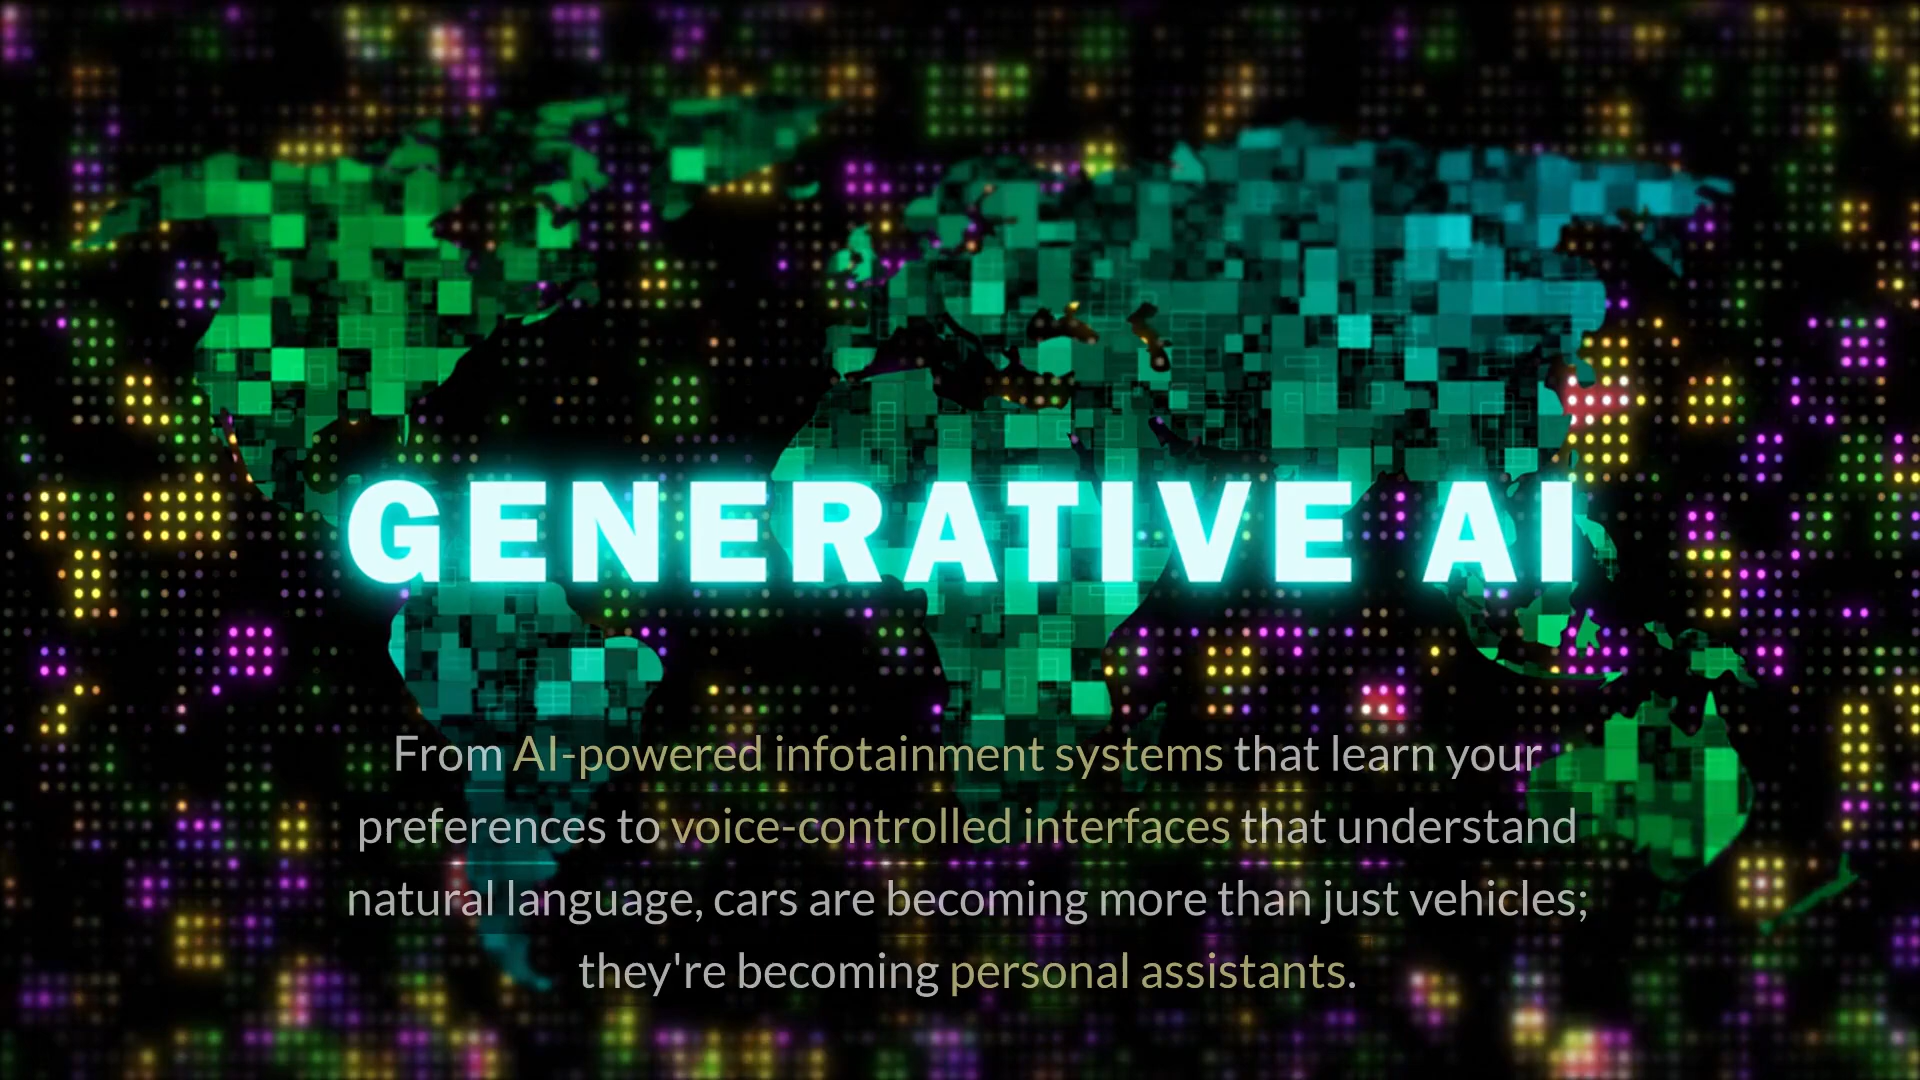 GENERATIVE AI
From AI-powered infotainment systems that learn your
preferences to voice-controlled interfaces that understand
natural language, cars are becoming more than just vehicles;
they're becoming personal assistants.